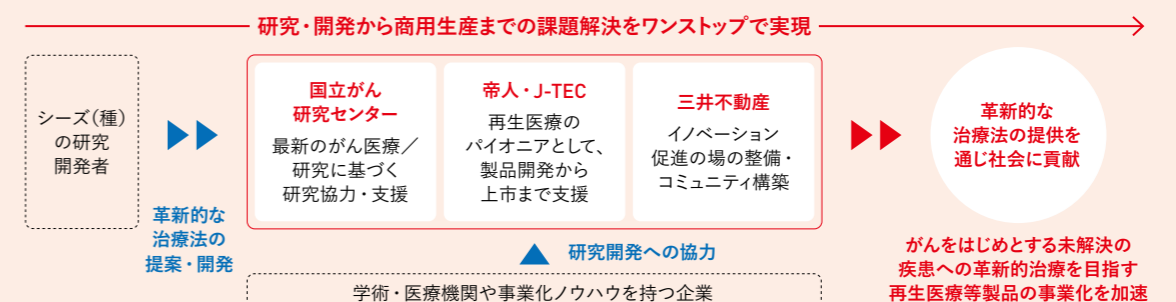 研究・開発から商用生産までの課題解決をワンストップで実現
シーズ（種）
の研究
開発者
革新的な
治療法の
提案・開発
国立がん
研究センター
最新のがん医療／
研究に基づく
研究協力・支援
帝人・J-TEC
再生医療の
パイオニアとして、
製品開発から
上市まで支援
三井不動産
イノベーション
促進の場の整備・
コミュニティ構築
研究開発への協力
学術・医療機関や事業化ノウハウを持つ企業
革新的な
治療法の提供を
通じ社会に貢献
がんをはじめとする未解決の
疾患への革新的治療を目指す
再生医療等製品の事業化を加速